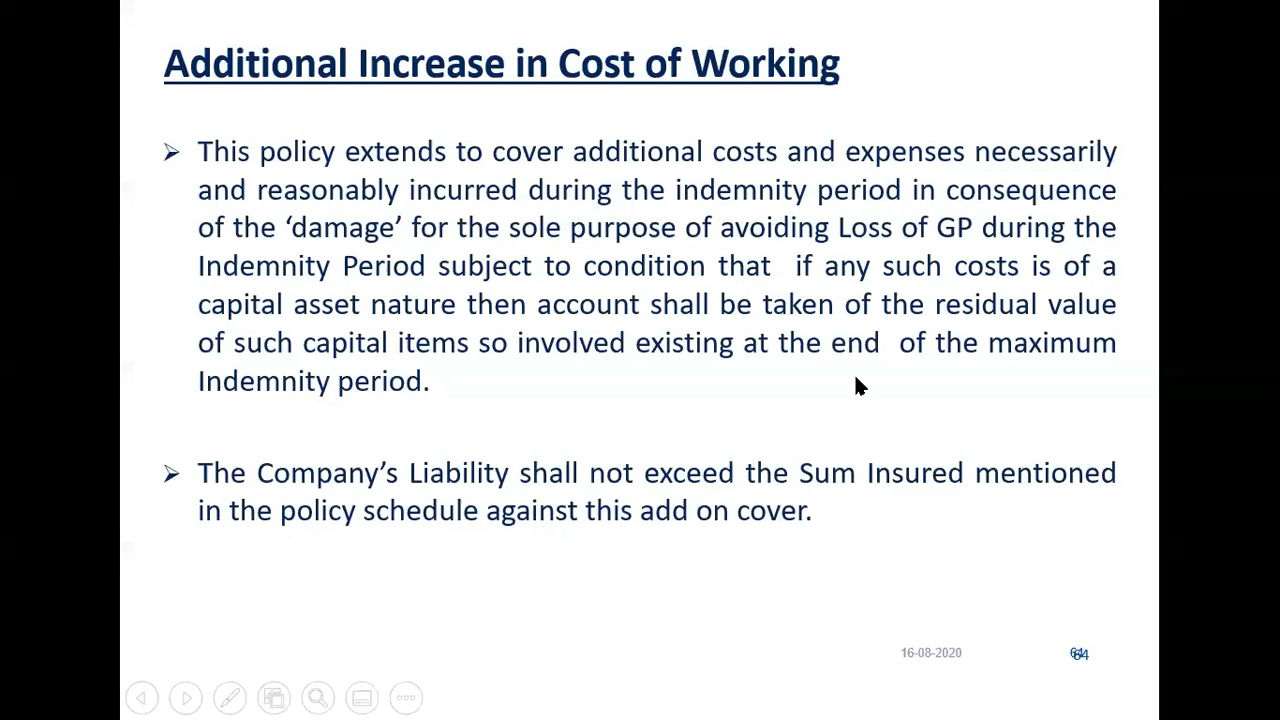 Additional Increase in Cost of Working
➢ This policy extends to cover additional costs and expenses necessarily
and reasonably incurred during the indemnity period in consequence
of the ‘damage’ for the sole purpose of avoiding Loss of GP during the
Indemnity Period subject to condition that if any such costs is of a
capital asset nature then account shall be taken of the residual value
of such capital items so involved existing at the end of the maximum
Indemnity period.
➢ The Company’s Liability shall not exceed the Sum Insured mentioned
in the policy schedule against this add on cover.
16-08-2020
64